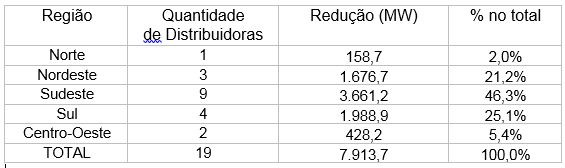 Região Quantidade de Distribuidoras Redução (MW) % no total
Norte 1 158,7 2,0%
Nordeste 3 1.676,7 21,2%
Sudeste 9 3.661,2 46,3%
Sul 4 1.988,9 25,1%
Centro-Oeste 2 428,2 5,4%
TOTAL 19 7.913,7 100,0%